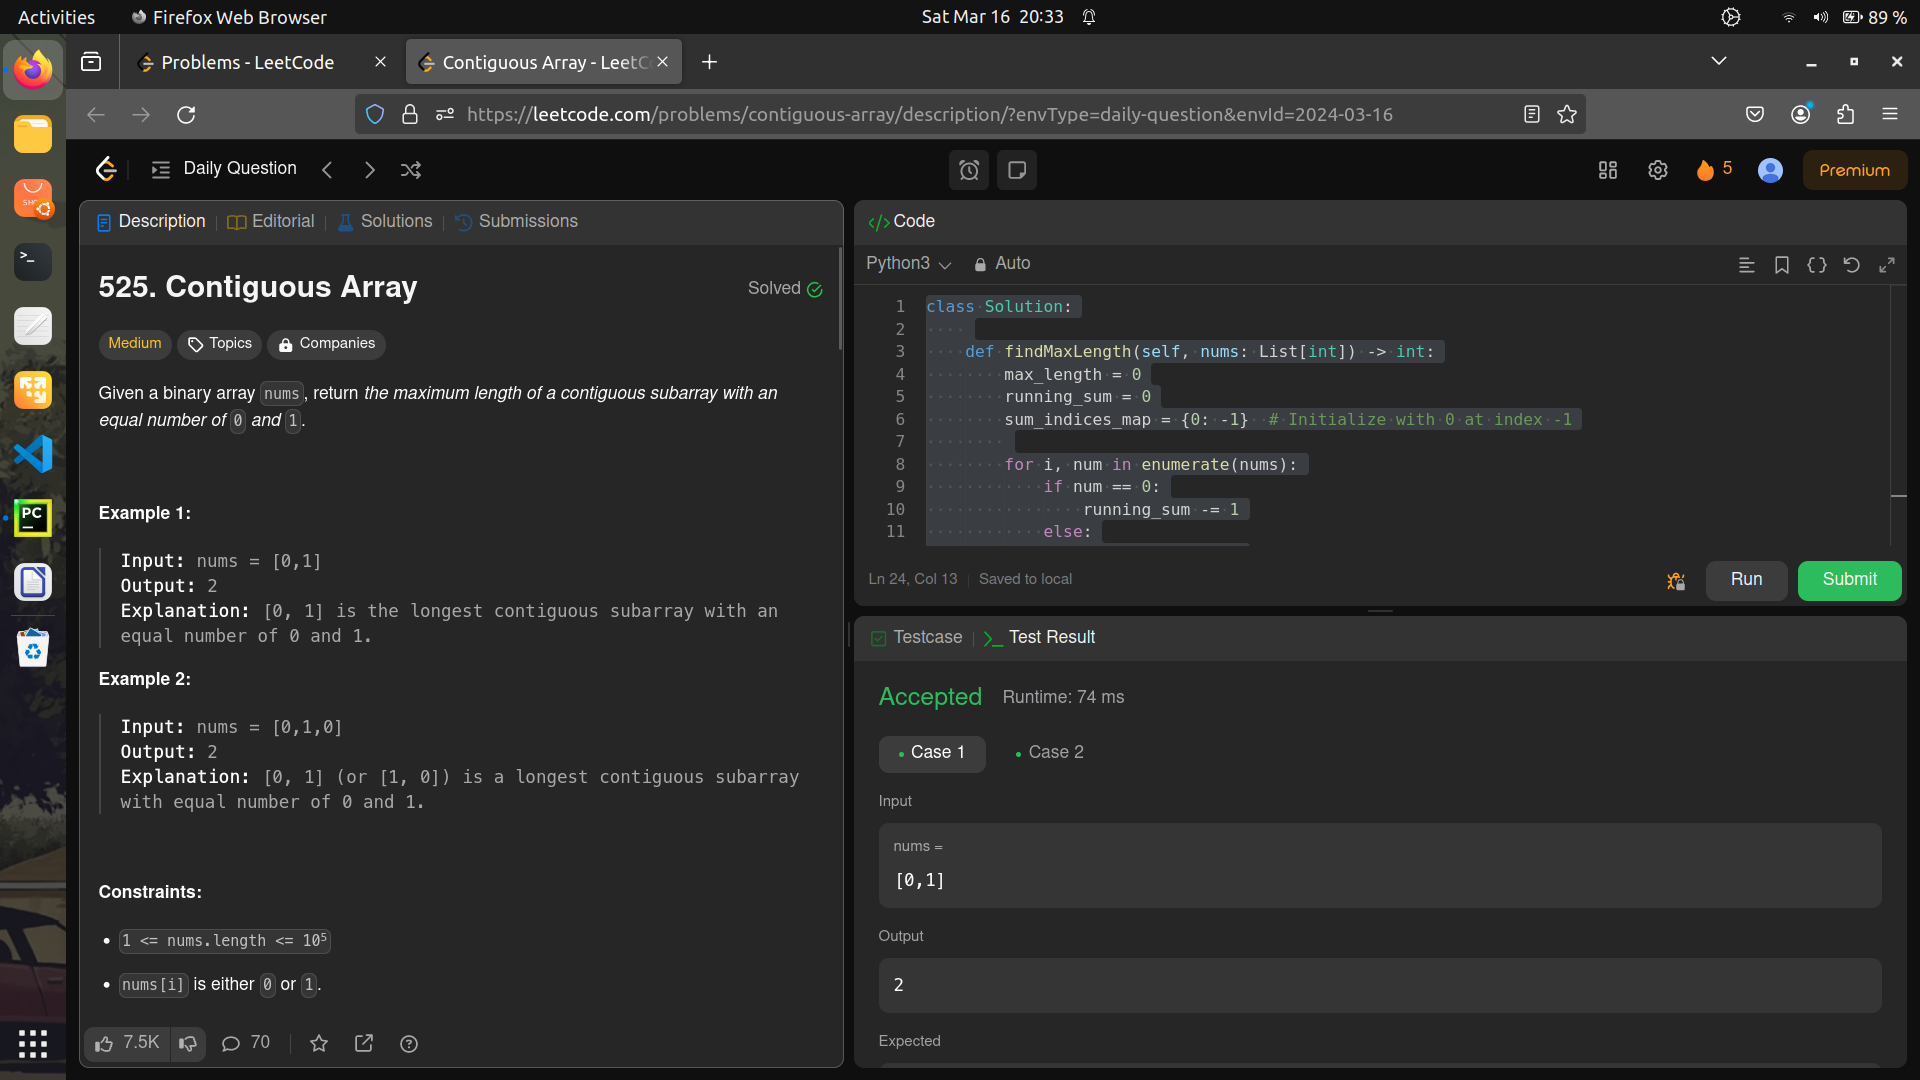 Activities
Firefox Web Browser
Sat Mar 16 20:33
89 %
Problems - LeetCode
Contiguous Array - LeetC
https://leetcode.com/problems/contiguous-array/description/?envType=daily-question&envId=2024-03-16
Daily Question
5
Premium
Description
Editorial
Solutions
Submissions
525. Contiguous Array
Solved
Medium
Topics
Companies
Given a binary array nums, return the maximum length of a contiguous subarray with an
equal number of 0 and 1.
Example 1:
Input: nums = [0,1]
Output: 2
Explanation: [0, 1] is the longest contiguous subarray with an
equal number of 0 and 1.
Example 2:
Input: nums = [0,1,0]
Output: 2
Explanation: [0, 1] (or [1, 0]) is a longest contiguous subarray
with equal number of 0 and 1.
Constraints:
• 1 <= nums.length <= 10⁵
• nums[i] is either 0 or 1.
7.5K
70
</> Code
Python3
Auto
1 class Solution:
2
3 def findMaxLength(self, nums: List[int]) -> int:
4 max_length = 0
5 running_sum = 0
6 sum_indices_map = {0: -1} # Initialize with 0 at index -1
7
8 for i, num in enumerate(nums):
9 if num == 0:
10 running_sum -= 1
11 else:
Ln 24, Col 13
Saved to local
Run
Submit
Testcase
Test Result
Accepted
Runtime: 74 ms
Case 1
Case 2
Input
nums =
[0,1]
Output
2
Expected
PC